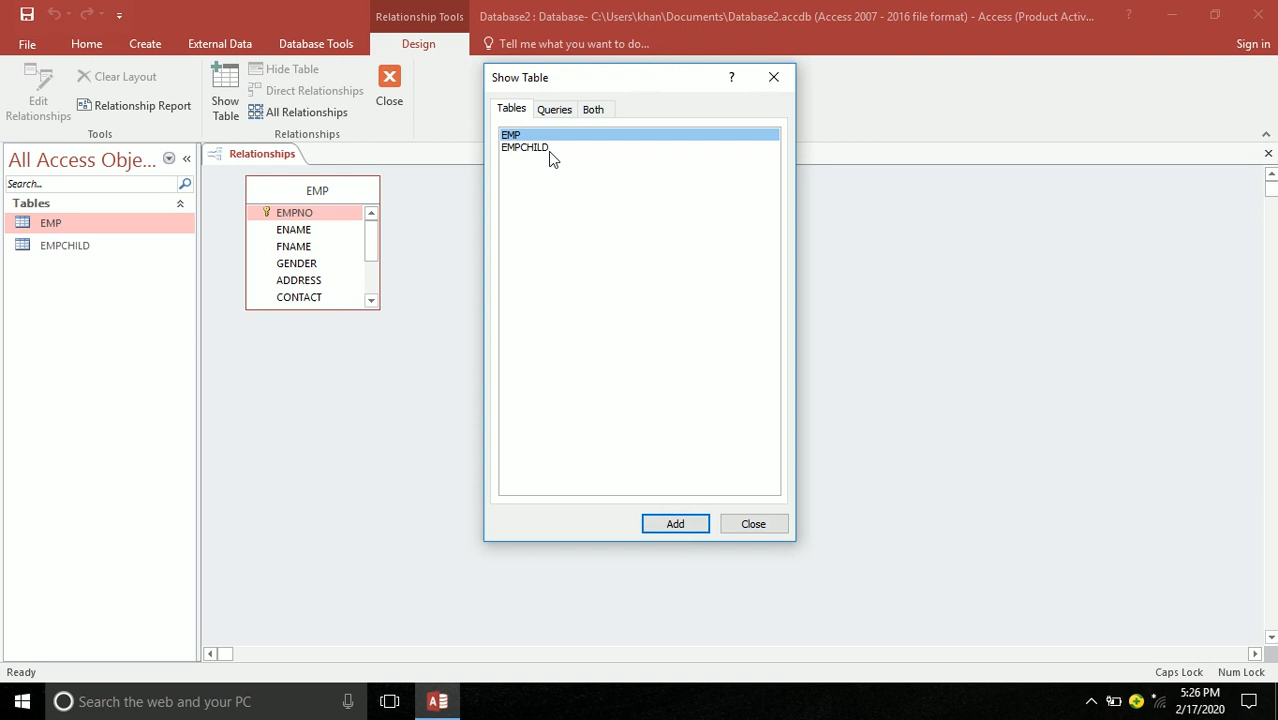 Relationship Tools
Database2 : Database- C:\Users\khan\Documents\Database2.accdb (Access 2007 - 2016 file format) - Access (Product Activ...
?
File
Home
Create
External Data
Database Tools
Design
Tell me what you want to do...
Sign in
Edit Relationships
Clear Layout
Relationship Report
Tools
Show Table
Hide Table
Direct Relationships
All Relationships
Relationships
Close
All Access Obje...
Search...
Tables
EMP
EMPCHILD
Relationships
EMP
EMPNO
ENAME
FNAME
GENDER
ADDRESS
CONTACT
Show Table
?
Tables
Queries
Both
EMP
EMPCHILD
Add
Close
Ready
Caps Lock
Num Lock
Search the web and your PC
5:26 PM
2/17/2020